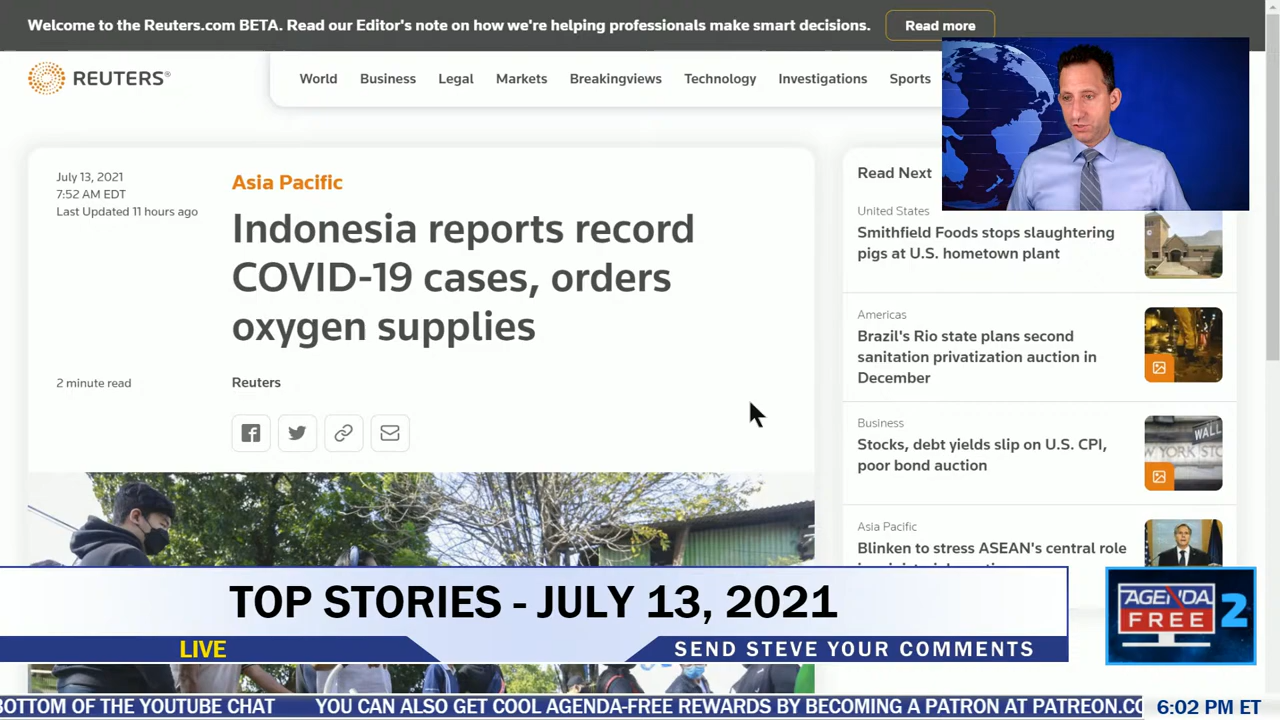 Welcome to the Reuters.com BETA. Read our Editor's note on how we're helping professionals make smart decisions.
Read more
REUTERS®
World
Business
Legal
Markets
Breakingviews
Technology
Investigations
Sports
July 13, 2021
7:52 AM EDT
Last Updated 11 hours ago
Asia Pacific
Indonesia reports record
COVID-19 cases, orders
oxygen supplies
2 minute read
Reuters
Read Next
United States
Smithfield Foods stops slaughtering
pigs at U.S. hometown plant
Americas
Brazil's Rio state plans second
sanitation privatization auction in
December
Business
Stocks, debt yields slip on U.S. CPI,
poor bond auction
WALL
Asia Pacific
Blinken to stress ASEAN's central role
TOP STORIES - JULY 13, 2021
LIVE
SEND STEVE YOUR COMMENTS
AGENDA
FREE
2
BOTTOM OF THE YOUTUBE CHAT
YOU CAN ALSO GET COOL AGENDA-FREE REWARDS BY BECOMING A PATRON AT PATREON.CO
6:02 PM ET